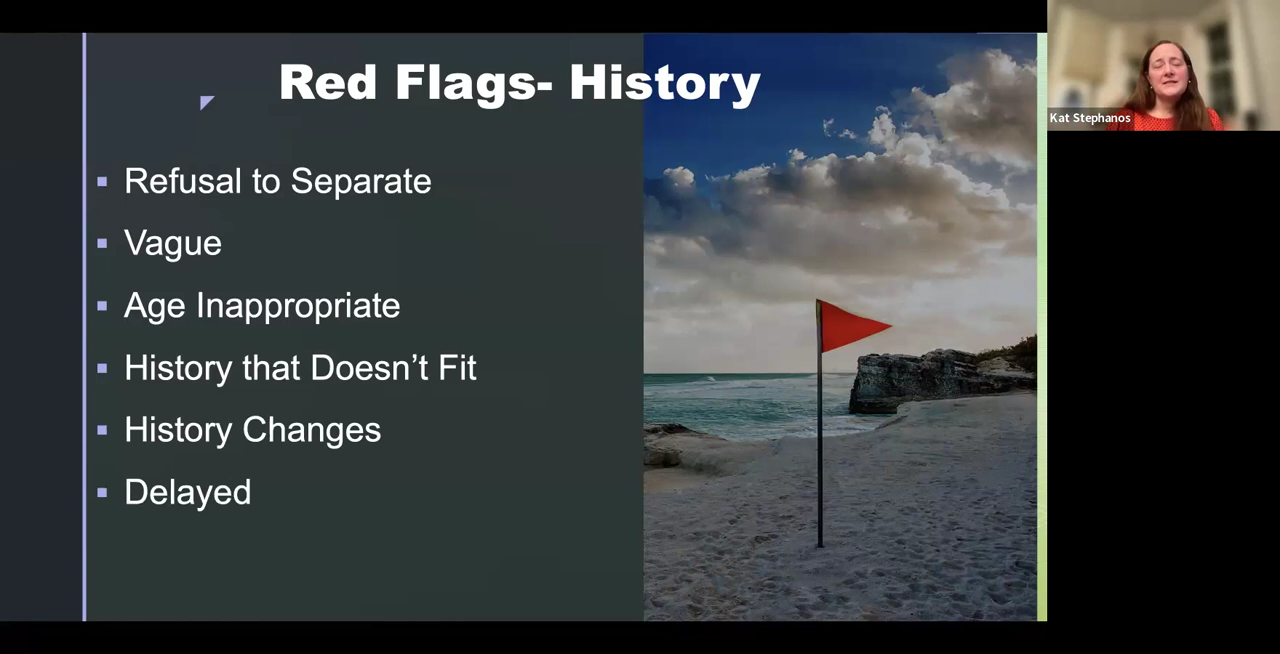 Red Flags- History
Refusal to Separate
Vague
Age Inappropriate
History that Doesn't Fit
History Changes
Delayed
Kat Stephanos